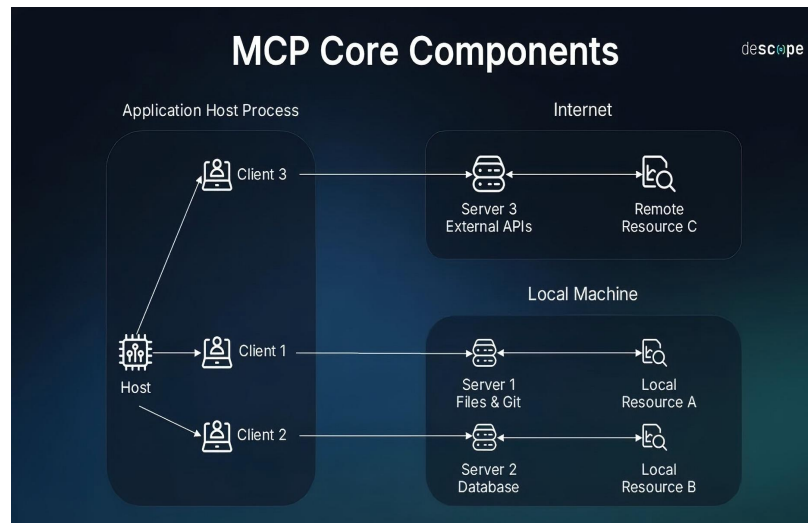 MCP Core Components
descope
Application Host Process
Internet
Client 3
Server 3
External APIs
Remote
Resource C
Local Machine
Host
Client 1
Server 1
Files & Git
Local
Resource A
Client 2
Server 2
Database
Local
Resource B